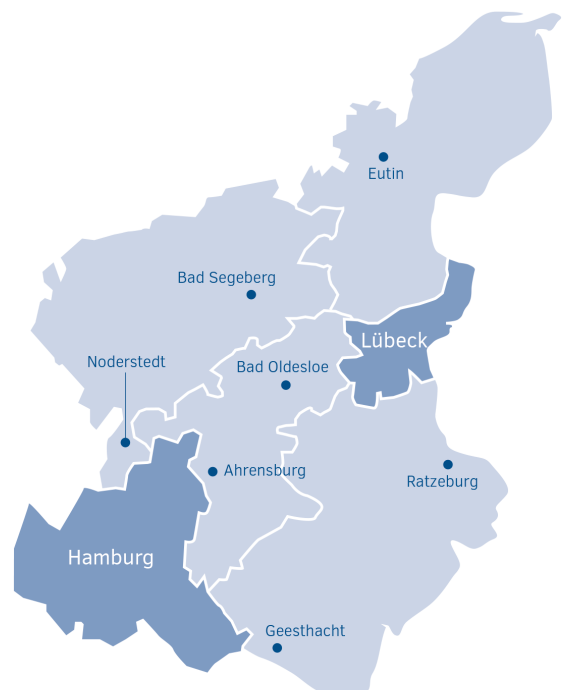 Eutin
Bad Segeberg
Lübeck
Noderstedt
Bad Oldesloe
Ahrensburg
Ratzeburg
Hamburg
Geesthacht